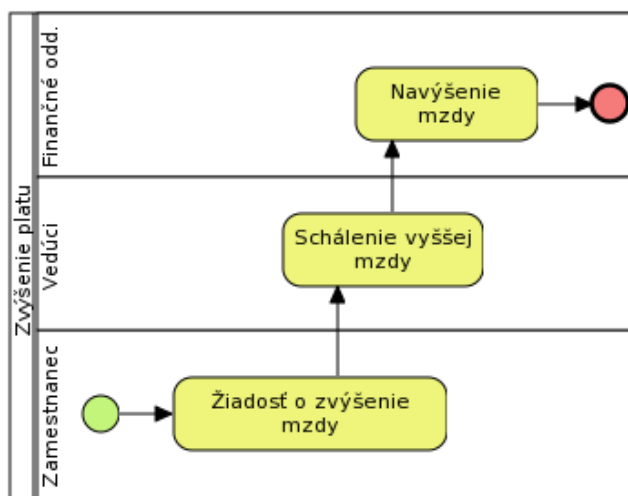 Zvýšenie platu
Finančné odd.
Navýšenie
mzdy
Vedúci
Schálenie vyššej
mzdy
Zamestnanec
Žiadosť o zvýšenie
mzdy